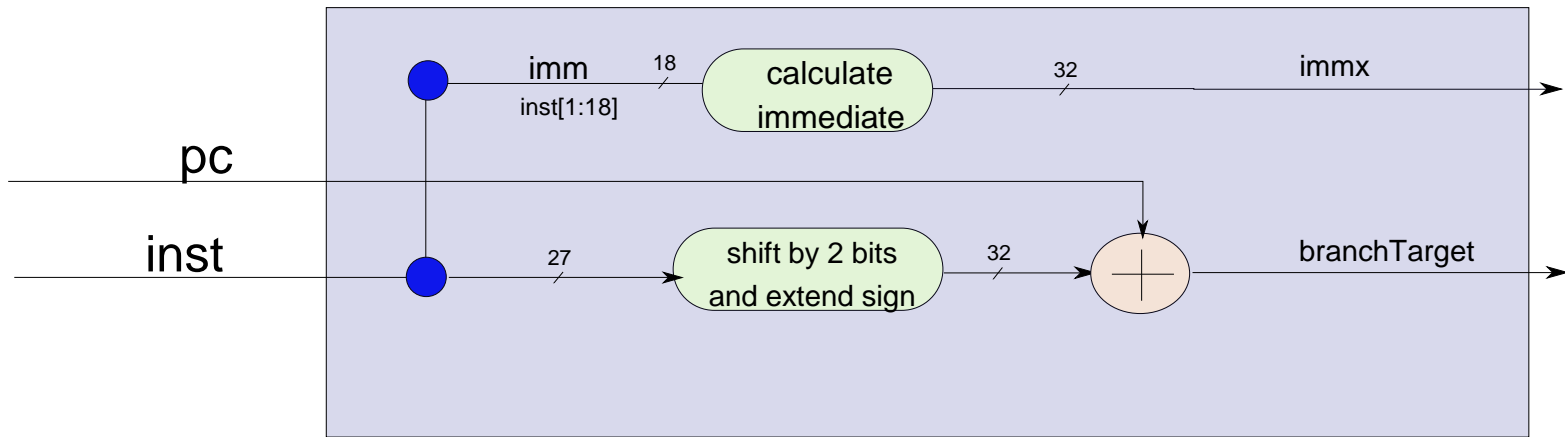 imm
18
inst[1:18]
calculate
immediate
32
immx
pc
inst
27
shift by 2 bits
and extend sign
32
branchTarget